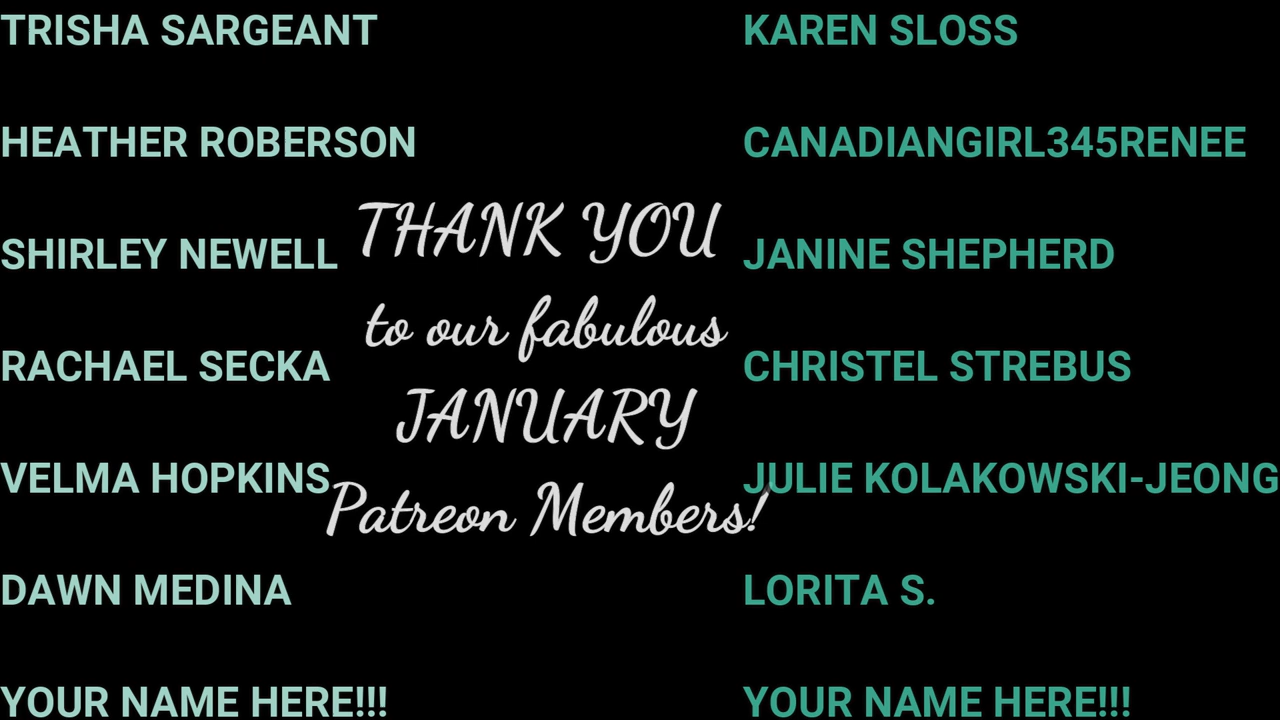 TRISHA SARGEANT
HEATHER ROBERSON
SHIRLEY NEWELL
RACHAEL SECKA
VELMA HOPKINS
DAWN MEDINA
YOUR NAME HERE!!!
THANK YOU
to our fabulous
JANUARY
Patreon Members!
KAREN SLOSS
CANADIANGIRL345RENEE
JANINE SHEPHERD
CHRISTEL STREBUS
JULIE KOLAKOWSKI-JEONG
LORITA S.
YOUR NAME HERE!!!